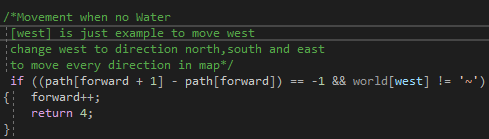 /*Movement when no Water
[west] is just example to move west
change west to direction north,south and east
to move every direction in map*/
if ((path[forward + 1] - path[forward]) == -1 && world[west] != '~')
{ forward++;
return 4;
}